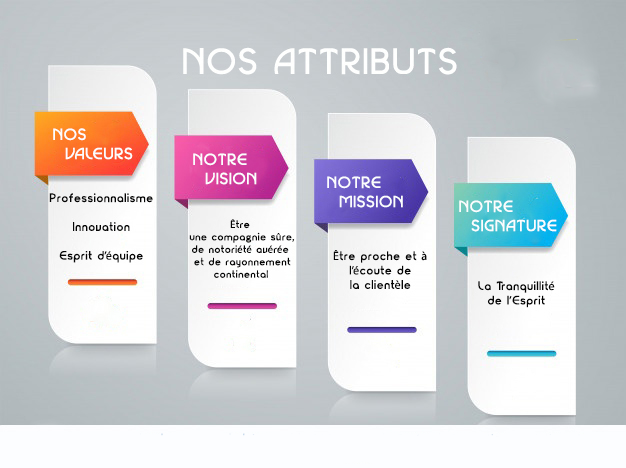 NOS ATTRIBUTS
NOS
VALEURS
Professionnalisme
Innovation
Esprit d'équipe
NOTRE
VISION
Être
une compagnie sûre,
de notoriété avérée
et de rayonnement
continental
NOTRE
MISSION
Être proche et à
l'écoute de
la clientèle
NOTRE
SIGNATURE
La Tranquillité
de l'Esprit